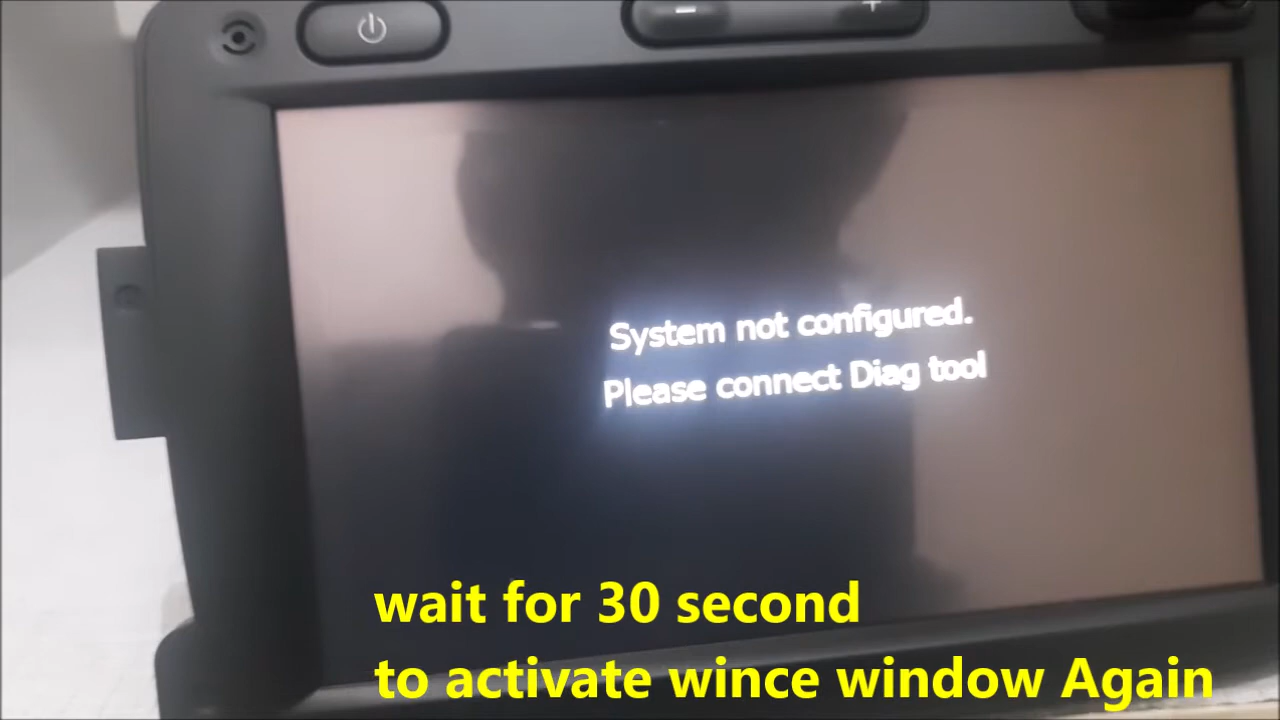 System not configured.
Please connect Diag tool
wait for 30 second
to activate wince window Again